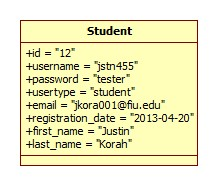 Student
+id = "12"
+username = "jstn455"
+password = "tester"
+usertype = "student"
+email = "jkora001@fiu.edu"
+registration_date = "2013-04-20"
+first_name = "Justin"
+last_name = "Korah"